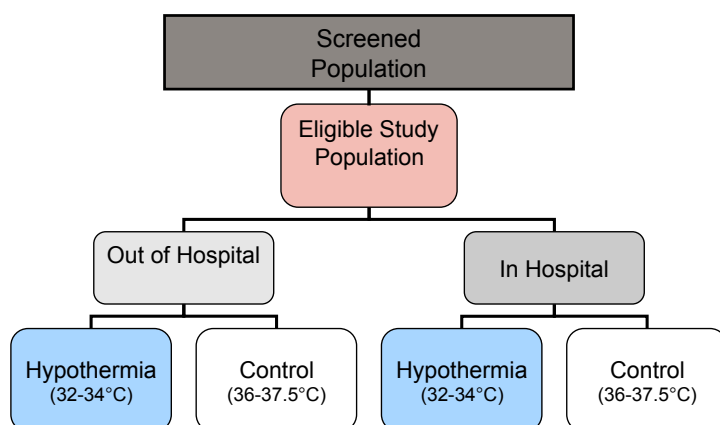 Screened
Population
Eligible Study
Population
Out of Hospital
In Hospital
Hypothermia
(32-34°C)
Control
(36-37.5°C)
Hypothermia
(32-34°C)
Control
(36-37.5°C)